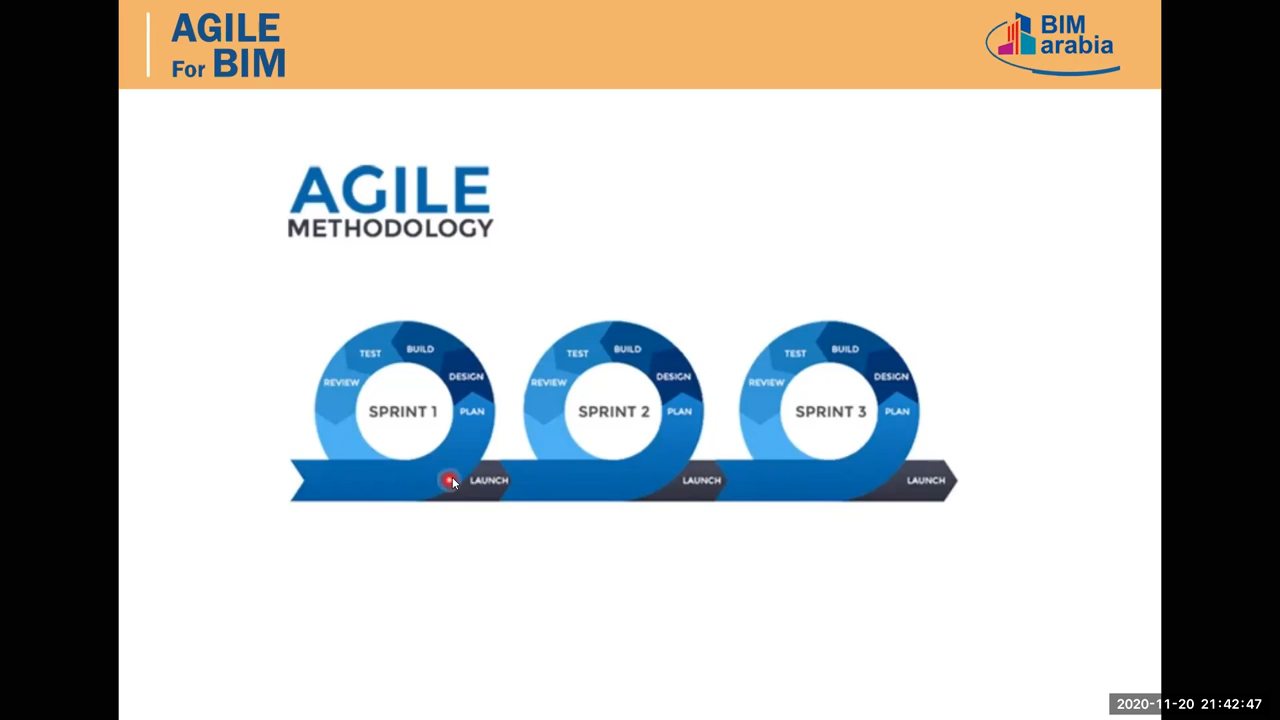 AGILE
For BIM
BIM
arabia
AGILE
METHODOLOGY
TEST
BUILD
REVIEW
DESIGN
SPRINT 1
PLAN
LAUNCH
TEST
BUILD
REVIEW
DESIGN
SPRINT 2
PLAN
LAUNCH
TEST
BUILD
REVIEW
DESIGN
SPRINT 3
PLAN
LAUNCH
2020-11-20 21:42:47